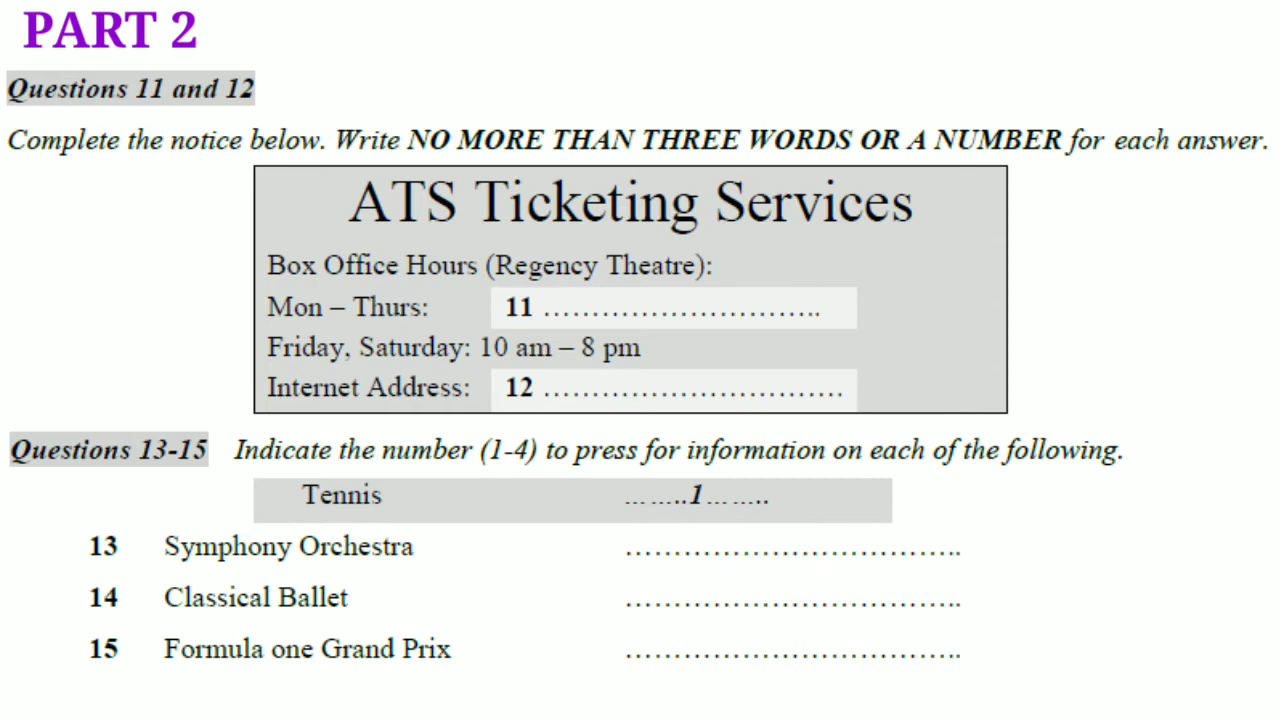 PART 2
Questions 11 and 12
Complete the notice below. Write NO MORE THAN THREE WORDS OR A NUMBER for each answer.
ATS Ticketing Services
Box Office Hours (Regency Theatre):
Mon – Thurs: 11 ………………………..
Friday, Saturday: 10 am – 8 pm
Internet Address: 12 …………………………
Questions 13-15 Indicate the number (1-4) to press for information on each of the following.
Tennis ……..1……..
13 Symphony Orchestra ……………………………..
14 Classical Ballet ……………………………..
15 Formula one Grand Prix ……………………………..